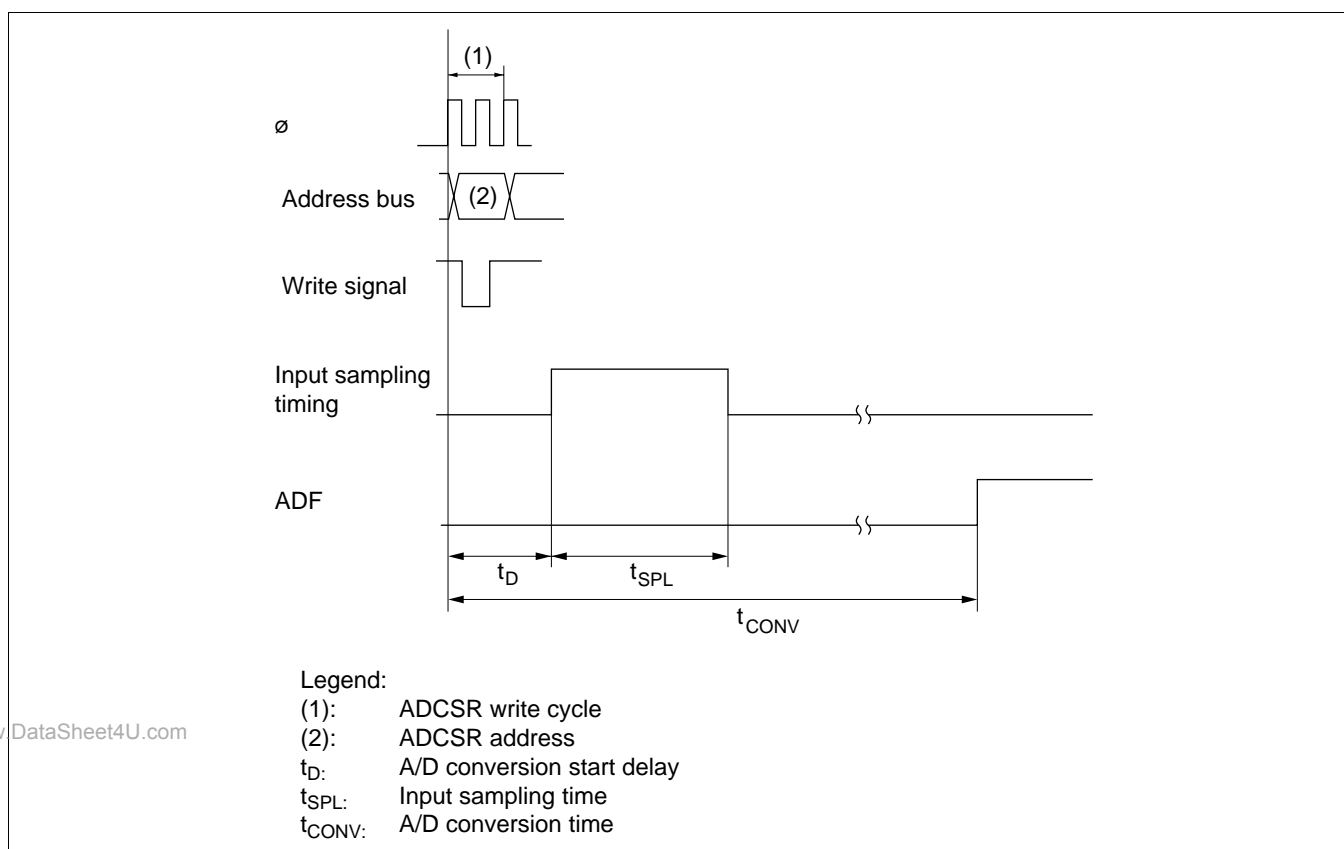 (1)
ø
Address bus
(2)
Write signal
Input sampling
timing
ADF
tD
tSPL
tCONV
Legend:
(1): ADCSR write cycle
(2): ADCSR address
tD: A/D conversion start delay
tSPL: Input sampling time
tCONV: A/D conversion time
.DataSheet4U.com